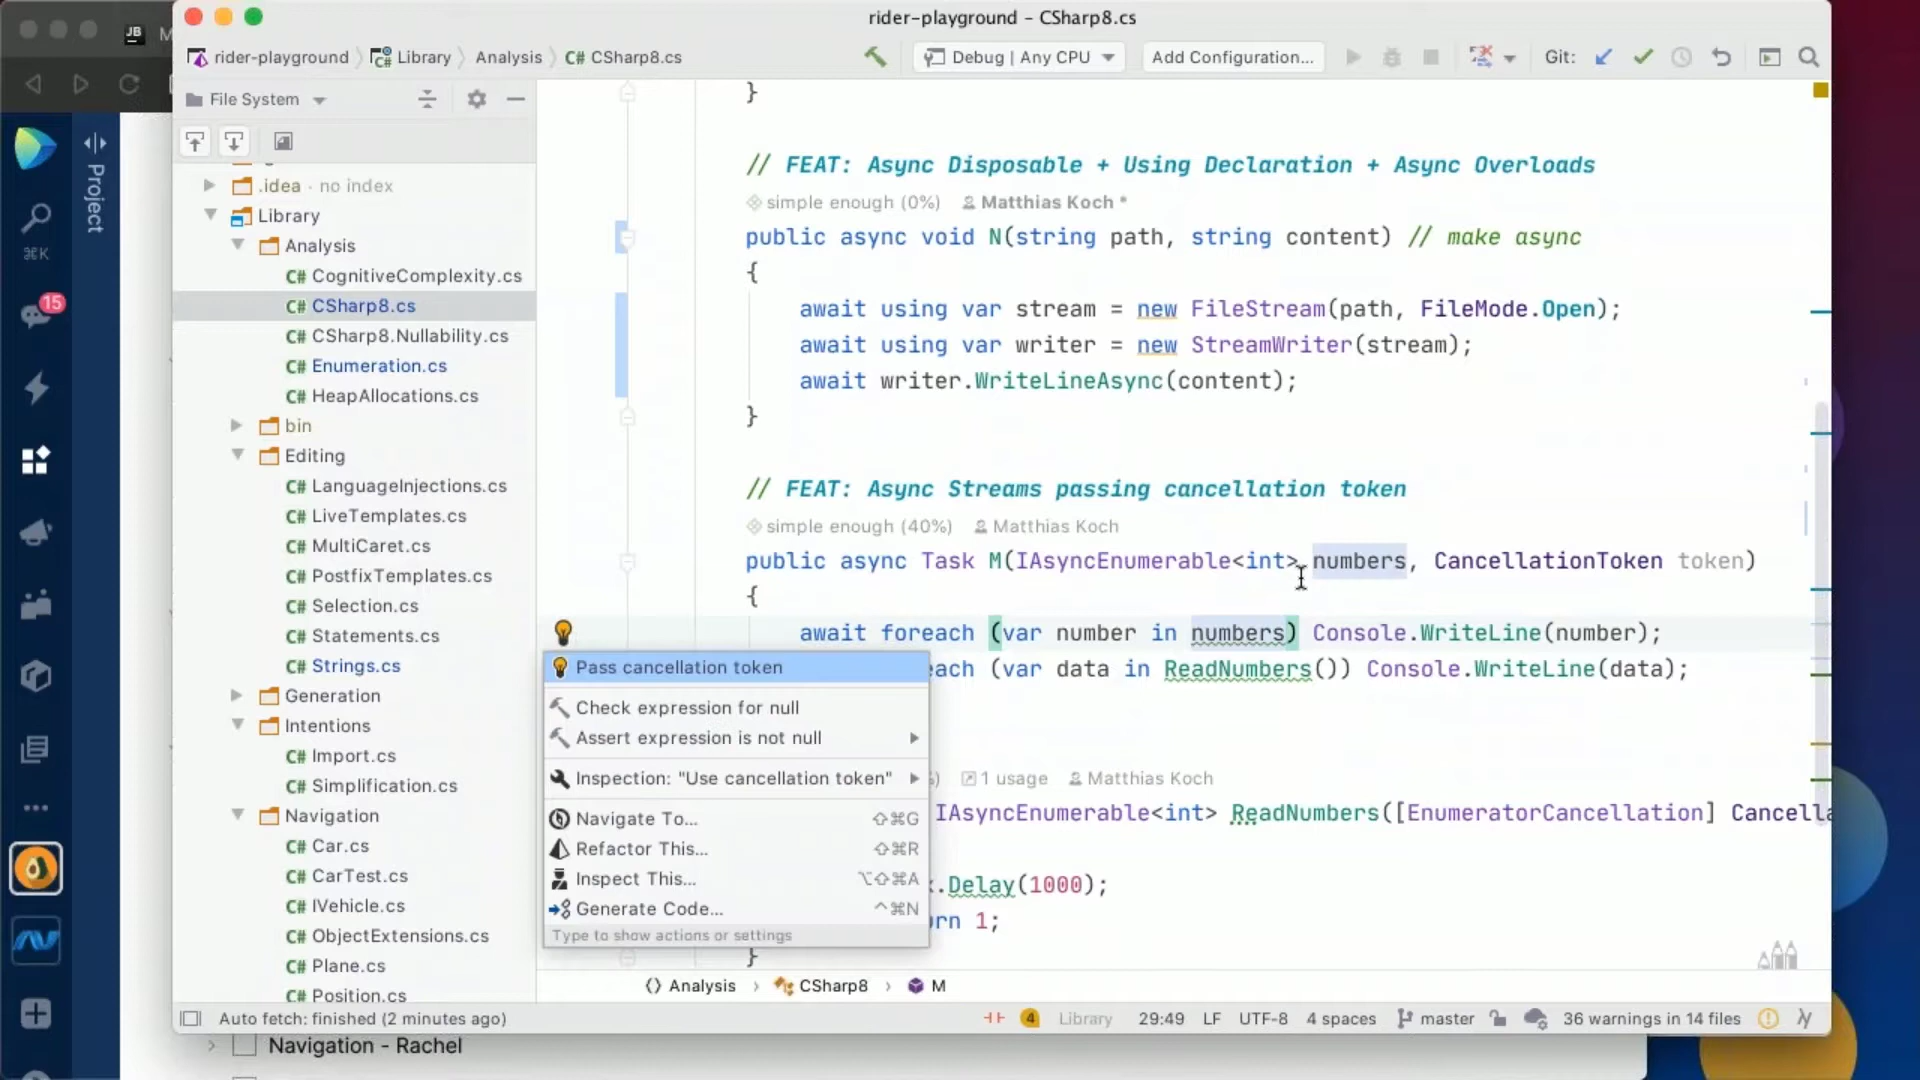 rider-playground – CSharp8.cs
JB
rider-playground
Library
Analysis
C# CSharp8.cs
Debug | Any CPU
Add Configuration...
Git:
File System
Project
⌘K
15
.idea · no index
Library
Analysis
C# CognitiveComplexity.cs
C# CSharp8.cs
C# CSharp8.Nullability.cs
C# Enumeration.cs
C# HeapAllocations.cs
bin
Editing
C# LanguageInjections.cs
C# LiveTemplates.cs
C# MultiCaret.cs
C# PostfixTemplates.cs
C# Selection.cs
C# Statements.cs
C# Strings.cs
Generation
Intentions
C# Import.cs
C# Simplification.cs
Navigation
C# Car.cs
C# CarTest.cs
C# IVehicle.cs
C# ObjectExtensions.cs
C# Plane.cs
C# Position.cs
}
// FEAT: Async Disposable + Using Declaration + Async Overloads
simple enough (0%) Matthias Koch *
public async void N(string path, string content) // make async
{
await using var stream = new FileStream(path, FileMode.Open);
await using var writer = new StreamWriter(stream);
await writer.WriteLineAsync(content);
}
// FEAT: Async Streams passing cancellation token
simple enough (40%) Matthias Koch
public async Task M(IAsyncEnumerable<int> numbers, CancellationToken token)
{
await foreach (var number in numbers) Console.WriteLine(number);
each (var data in ReadNumbers()) Console.WriteLine(data);
1 usage Matthias Koch
IAsyncEnumerable<int> ReadNumbers([EnumeratorCancellation] Cancella
.Delay(1000);
rn 1;
}
Pass cancellation token
Check expression for null
Assert expression is not null
Inspection: "Use cancellation token"
Navigate To... ⇧⌘G
Refactor This... ⇧⌘R
Inspect This... ⌥⇧⌘A
Generate Code... ^⌘N
Type to show actions or settings
Analysis › CSharp8 › M
Auto fetch: finished (2 minutes ago)
4
Library
29:49
LF
UTF-8
4 spaces
master
36 warnings in 14 files
Navigation - Rachel